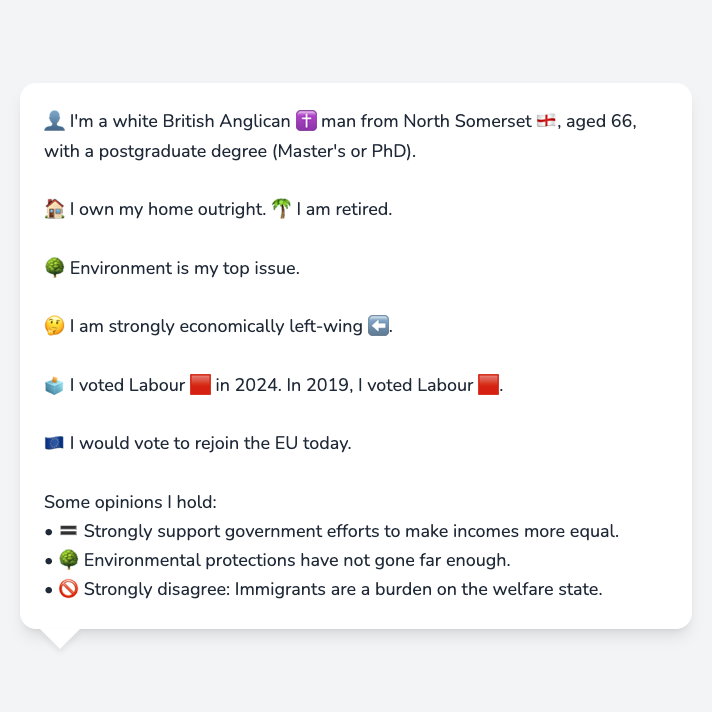 👤 I'm a white British Anglican ✝️ man from North Somerset 🏴󠁧󠁢󠁥󠁮󠁧󠁿, aged 66,
with a postgraduate degree (Master's or PhD).
🏠 I own my home outright. 🌴 I am retired.
🌳 Environment is my top issue.
🤔 I am strongly economically left-wing ⬅️.
🗳️ I voted Labour 🟥 in 2024. In 2019, I voted Labour 🟥.
🇪🇺 I would vote to rejoin the EU today.
Some opinions I hold:
• 🟰 Strongly support government efforts to make incomes more equal.
• 🌳 Environmental protections have not gone far enough.
• 🚫 Strongly disagree: Immigrants are a burden on the welfare state.